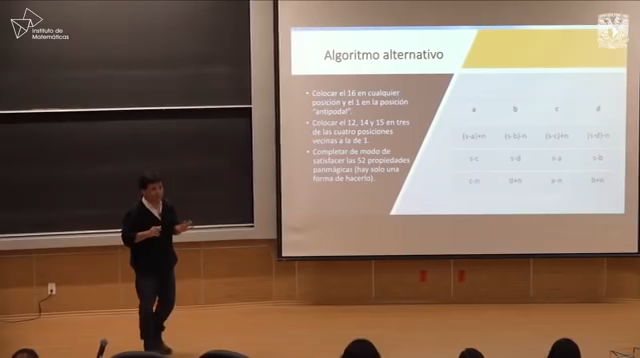 Instituto de
Matemáticas
Algoritmo alternativo
• Colocar el 16 en cualquier
posición y el 1 en la posición
"antipodal".
• Colocar el 12, 14 y 15 en tres
de las cuatro posiciones
vecinas a la de 1.
• Completar de modo de
satisfacer las 52 propiedades
panmágicas (hay solo una
forma de hacerlo).
a b c d
(s-a)+n (s-b)-n (s-c)+n (s-d)-n
s-c s-d s-a s-b
c-n d+n a-n b+n